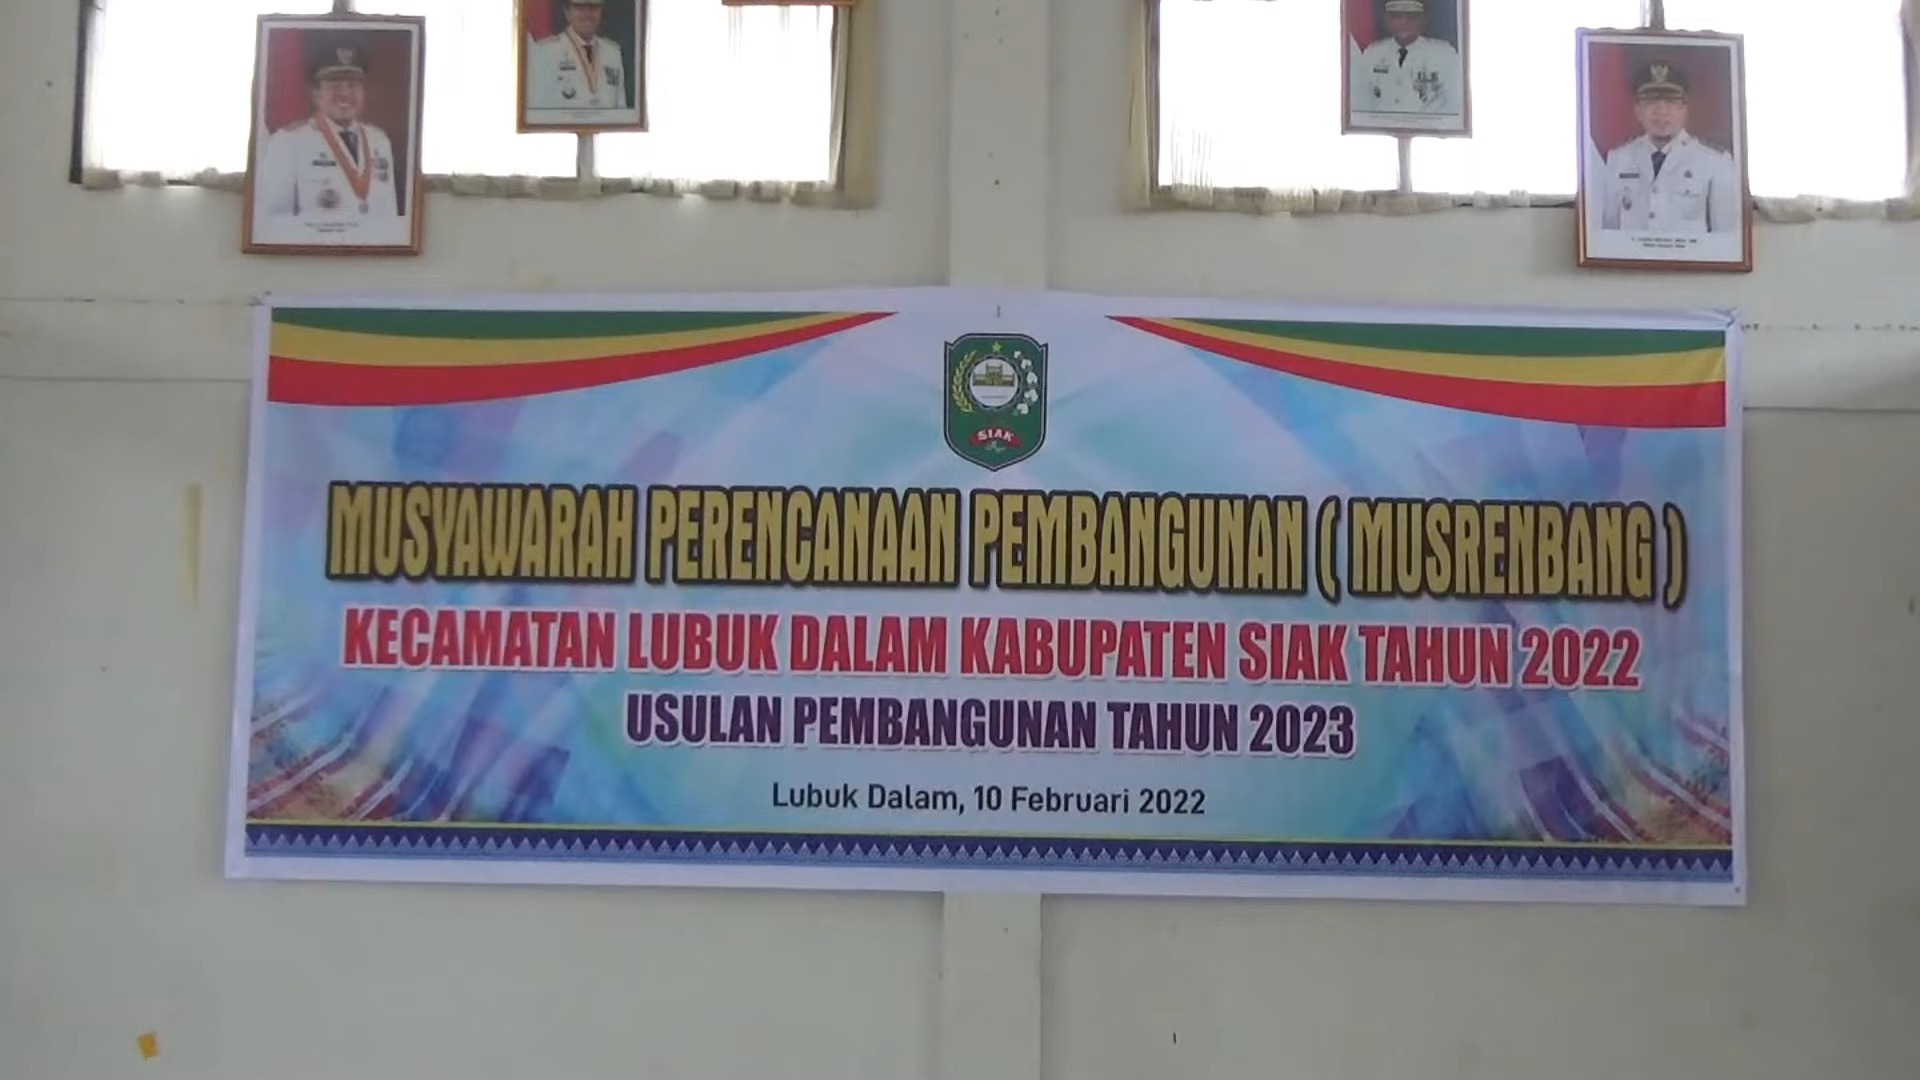 SIAK
MUSYAWARAH PERENCANAAN PEMBANGUNAN ( MUSRENBANG )
KECAMATAN LUBUK DALAM KABUPATEN SIAK TAHUN 2022
USULAN PEMBANGUNAN TAHUN 2023
Lubuk Dalam, 10 Februari 2022